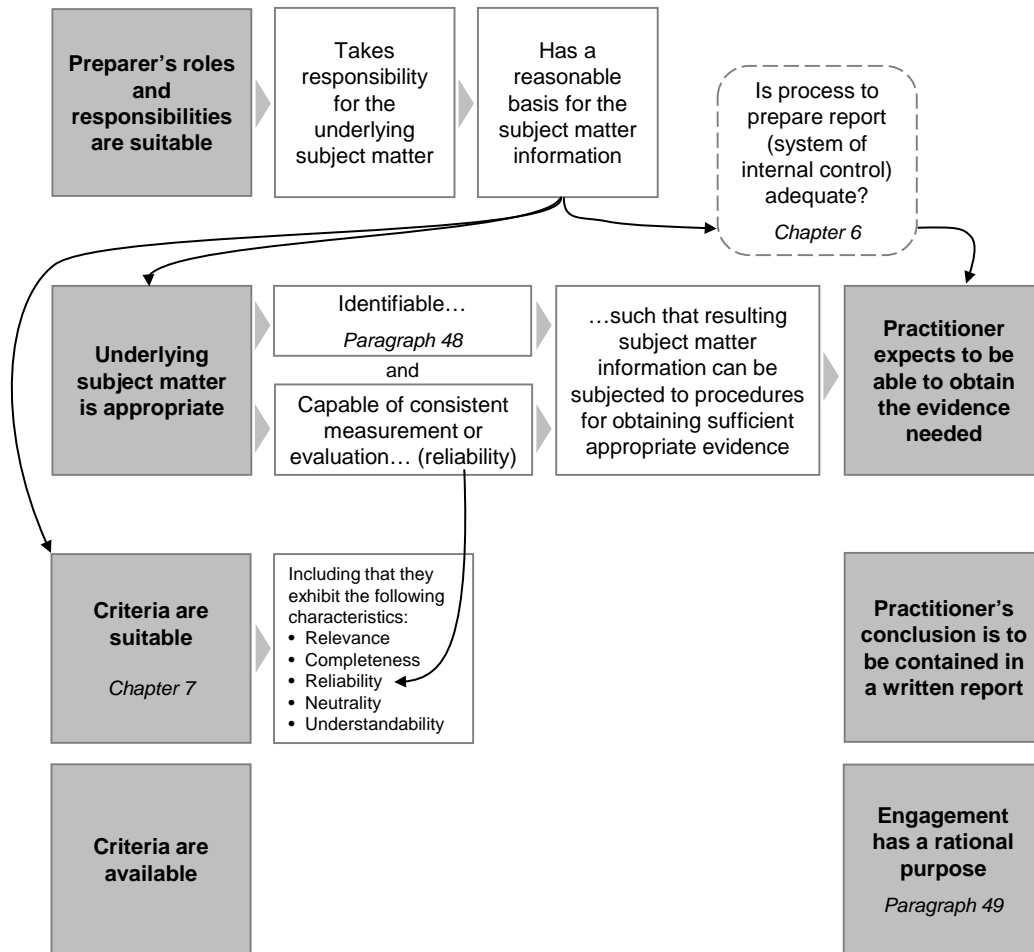 Preparer's roles
and
responsibilities
are suitable
Takes
responsibility
for the
underlying
subject matter
Has a
reasonable
basis for the
subject matter
information
Is process to
prepare report
(system of
internal control)
adequate?
Chapter 6
Underlying
subject matter
is appropriate
Identifiable…
Paragraph 48
and
Capable of consistent
measurement or
evaluation… (reliability)
…such that resulting
subject matter
information can be
subjected to procedures
for obtaining sufficient
appropriate evidence
Practitioner
expects to be
able to obtain
the evidence
needed
Criteria are
suitable
Chapter 7
Including that they
exhibit the following
characteristics:
• Relevance
• Completeness
• Reliability
• Neutrality
• Understandability
Practitioner's
conclusion is to
be contained in
a written report
Criteria are
available
Engagement
has a rational
purpose
Paragraph 49